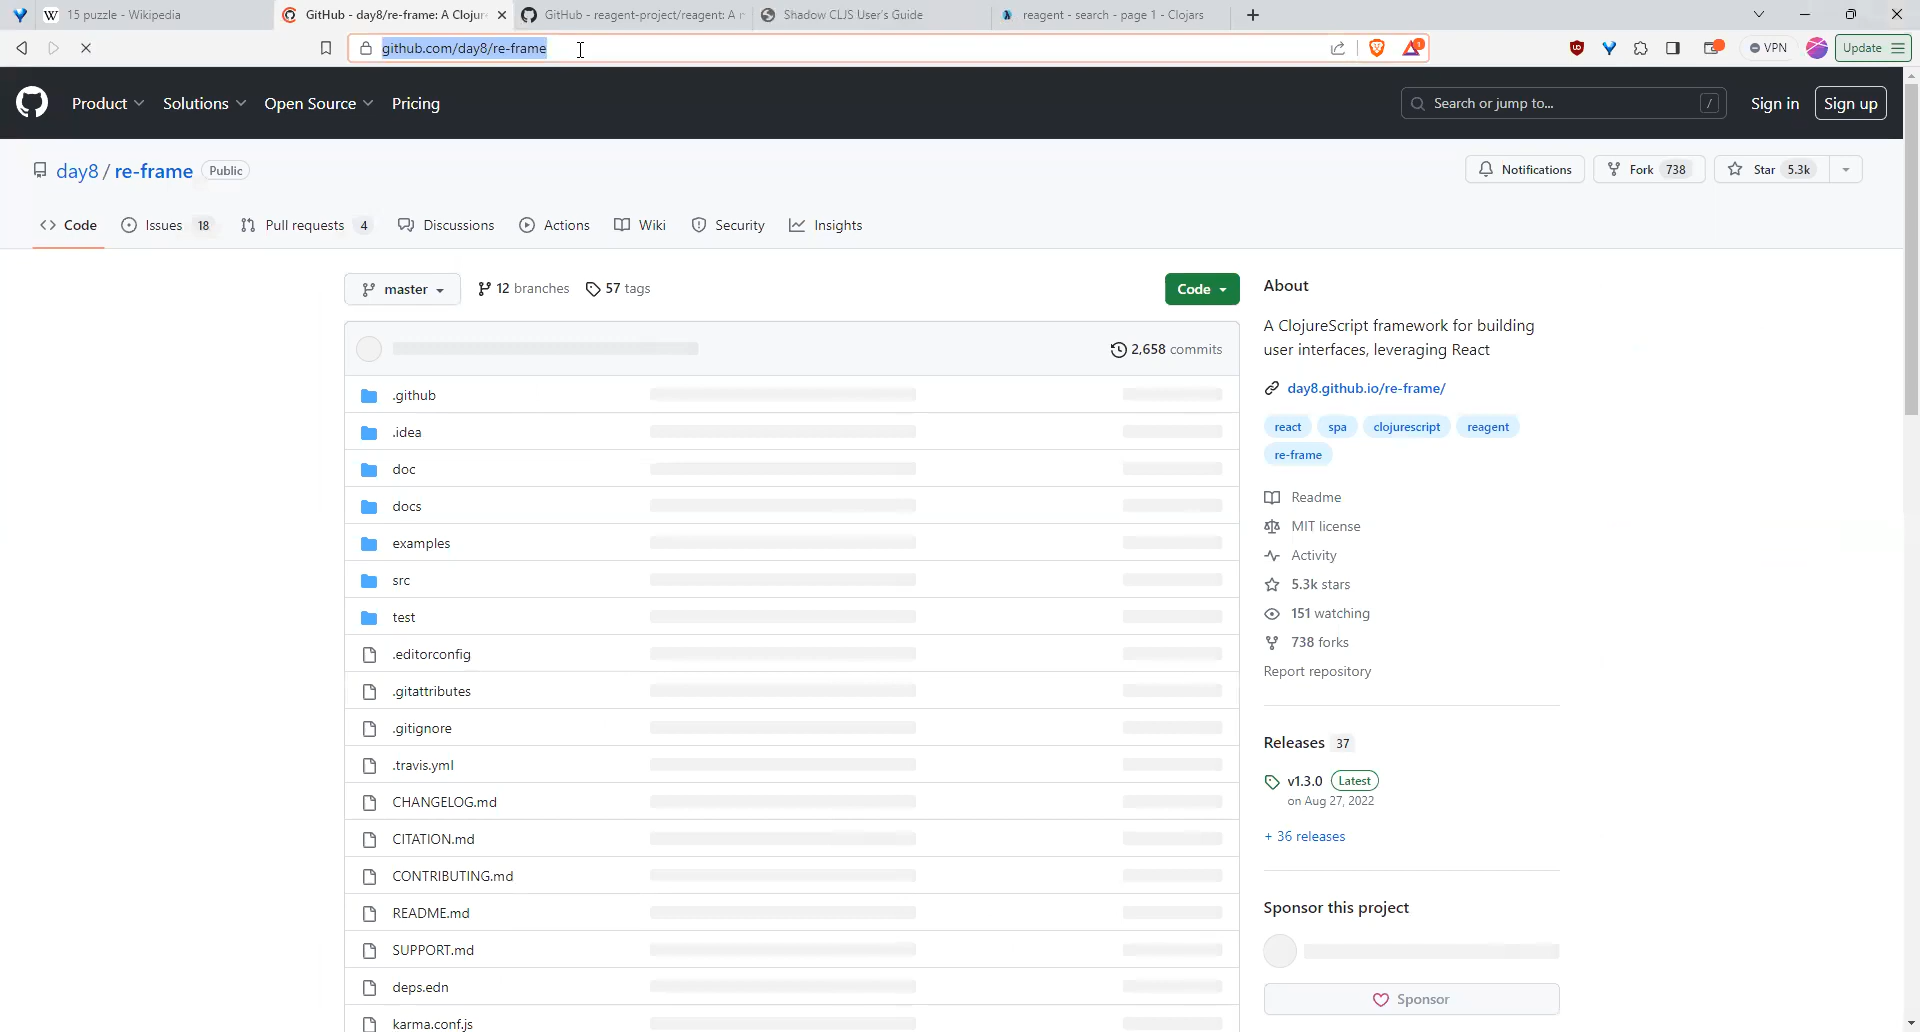 15 puzzle - Wikipedia
GitHub - day8/re-frame: A Clojur
GitHub - reagent-project/reagent: A
Shadow CLJS User's Guide
reagent - search - page 1 - Clojars
github.com/day8/re-frame
1
VPN
Update
Product
Solutions
Open Source
Pricing
Search or jump to...
/
Sign in
Sign up
day8 / re-frame
Public
Notifications
Fork 738
Star 5.3k
Code
Issues 18
Pull requests 4
Discussions
Actions
Wiki
Security
Insights
master
12 branches
57 tags
Code
2,658 commits
.github
.idea
doc
docs
examples
src
test
.editorconfig
.gitattributes
.gitignore
.travis.yml
CHANGELOG.md
CITATION.md
CONTRIBUTING.md
README.md
SUPPORT.md
deps.edn
karma.conf.js
About
A ClojureScript framework for building
user interfaces, leveraging React
day8.github.io/re-frame/
react spa clojurescript reagent
re-frame
Readme
MIT license
Activity
5.3k stars
151 watching
738 forks
Report repository
Releases 37
v1.3.0 Latest
on Aug 27, 2022
+ 36 releases
Sponsor this project
Sponsor